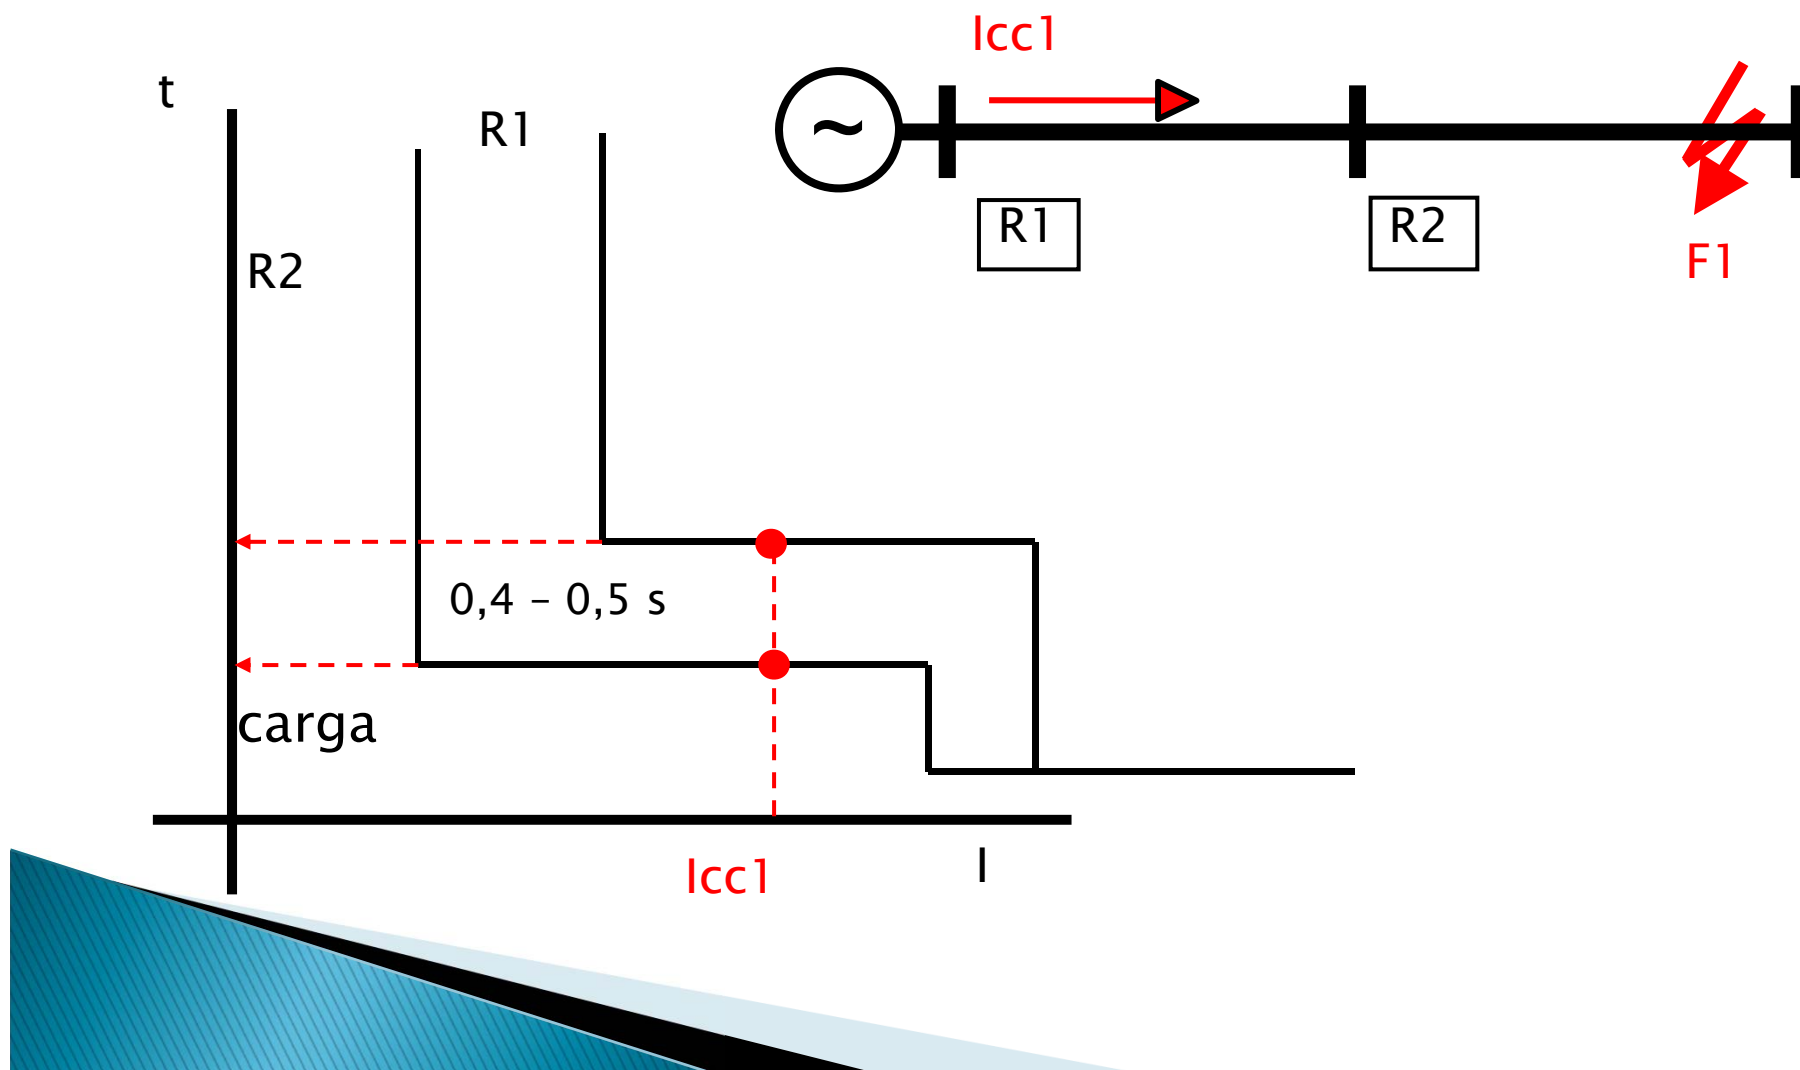 Icc1
t
R1
~
R1
R2
R2
F1
0,4 – 0,5 s
carga
Icc1
I